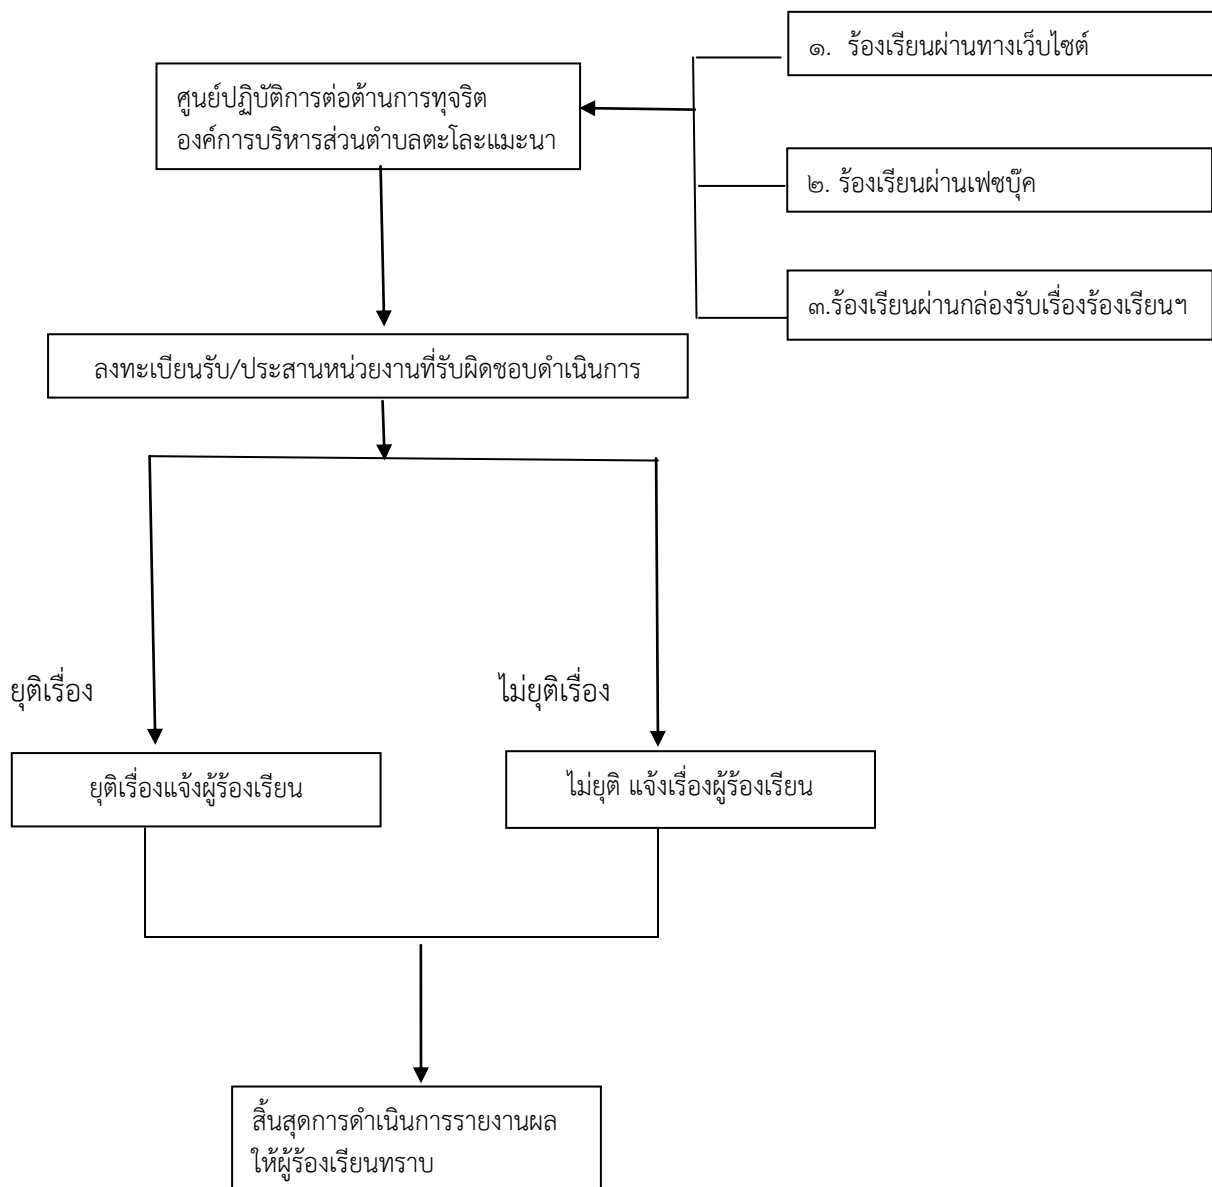 ๑.  ร้องเรียนผ่านทางเว็บไซต์
ศูนย์ปฏิบัติการต่อต้านการทุจริต
องค์การบริหารส่วนตำบลตะโละแมะนา
๒. ร้องเรียนผ่านเฟซบุ๊ค
๓.ร้องเรียนผ่านกล่องรับเรื่องร้องเรียนฯ
ลงทะเบียนรับ/ประสานหน่วยงานที่รับผิดชอบดำเนินการ
ยุติเรื่อง
ไม่ยุติเรื่อง
ยุติเรื่องแจ้งผู้ร้องเรียน
ไม่ยุติ แจ้งเรื่องผู้ร้องเรียน
สิ้นสุดการดำเนินการรายงานผล
ให้ผู้ร้องเรียนทราบ